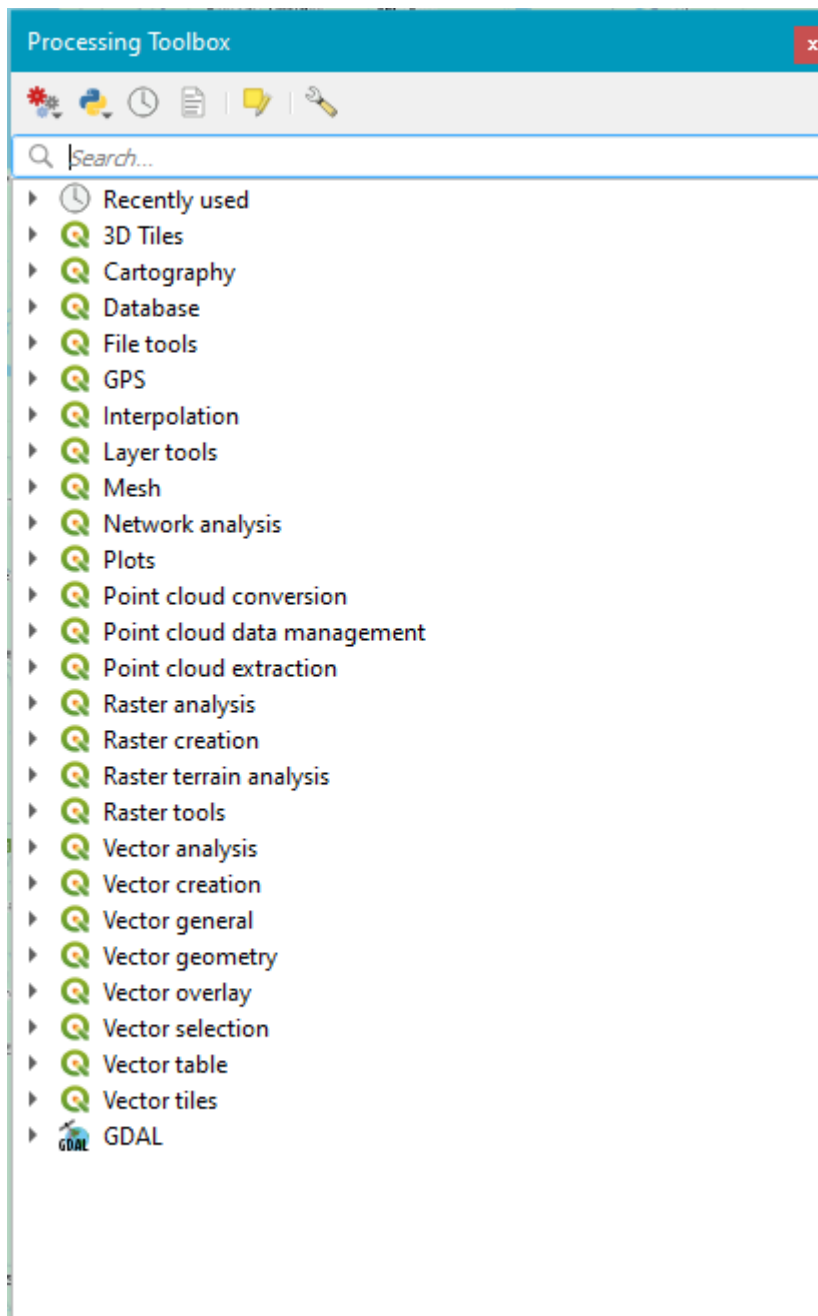 Processing Toolbox
x
Search...
Recently used
3D Tiles
Cartography
Database
File tools
GPS
Interpolation
Layer tools
Mesh
Network analysis
Plots
Point cloud conversion
Point cloud data management
Point cloud extraction
Raster analysis
Raster creation
Raster terrain analysis
Raster tools
Vector analysis
Vector creation
Vector general
Vector geometry
Vector overlay
Vector selection
Vector table
Vector tiles
GDAL GDAL